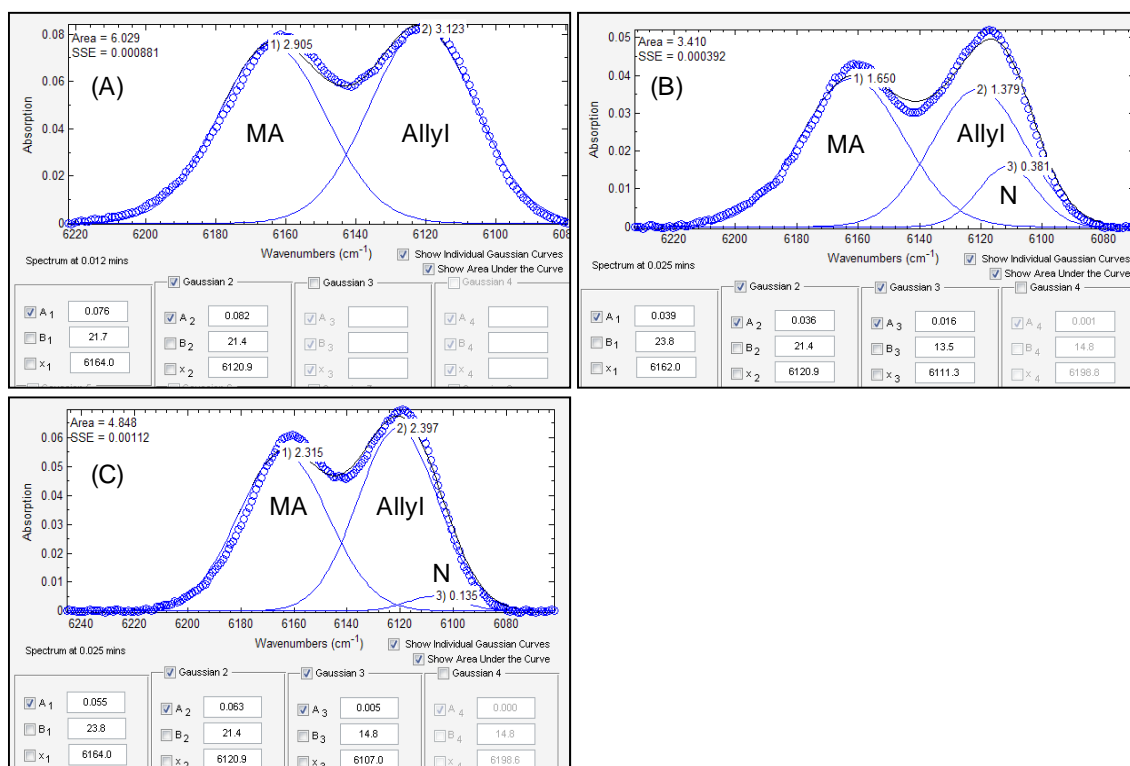 Area = 6.029
SSE = 0.000881
(A)
1) 2.905
2) 3.123
MA
Allyl
Absorption
0.08
0.06
0.04
0.02
0
6220 6200 6180 6160 6140 6120 6100 608
Wavenumbers (cm-1)
Spectrum at 0.012 mins
Show Individual Gaussian Curves
Show Area Under the Curve
Gaussian 2
Gaussian 3
Gaussian 4
A 1 0.076
B 1 21.7
x 1 6164.0
A 2 0.082
B 2 21.4
x 2 6120.9
A 3
B 3
x 3
A 4
B 4
x 4
Area = 3.410
SSE = 0.000392
(B)
1) 1.650
2) 1.379
3) 0.381
MA
Allyl
N
Absorption
0.05
0.04
0.03
0.02
0.01
0
6220 6200 6180 6160 6140 6120 6100 6080
Wavenumbers (cm-1)
Spectrum at 0.025 mins
Show Individual Gaussian Curves
Show Area Under the Curve
Gaussian 2
Gaussian 3
Gaussian 4
A 1 0.039
B 1 23.8
x 1 6162.0
A 2 0.036
B 2 21.4
x 2 6120.9
A 3 0.016
B 3 13.5
x 3 6111.3
A 4 0.001
B 4 14.8
x 4 6198.8
Area = 4.848
SSE = 0.00112
(C)
1) 2.315
2) 2.397
3) 0.135
MA
Allyl
N
Absorption
0.06
0.05
0.04
0.03
0.02
0.01
0
6240 6220 6200 6180 6160 6140 6120 6100 6080
Wavenumbers (cm-1)
Spectrum at 0.025 mins
Show Individual Gaussian Curves
Show Area Under the Curve
Gaussian 2
Gaussian 3
Gaussian 4
A 1 0.055
B 1 23.8
x 1 6164.0
A 2 0.063
B 2 21.4
x 2 6120.9
A 3 0.005
B 3 14.8
x 3 6107.0
A 4 0.000
B 4 14.8
x 4 6198.6